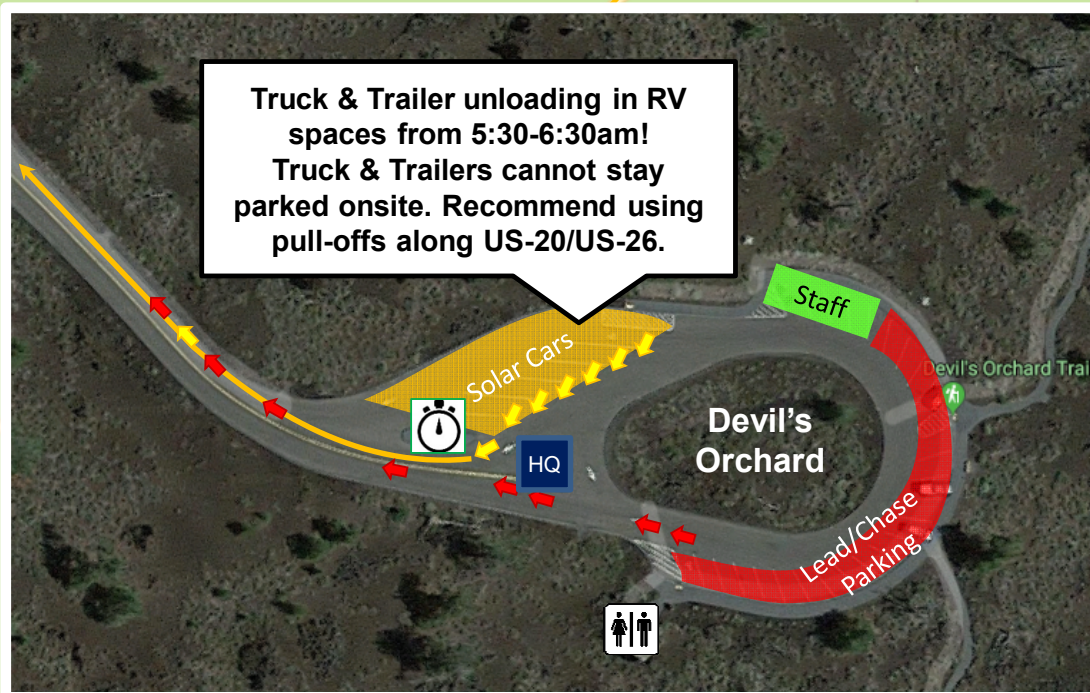 Truck & Trailer unloading in RV
spaces from 5:30-6:30am!
Truck & Trailers cannot stay
parked onsite. Recommend using
pull-offs along US-20/US-26.
Staff
Solar Cars
Devil's Orchard Trai
Devil's
Orchard
HQ
Lead/Chase
Parking